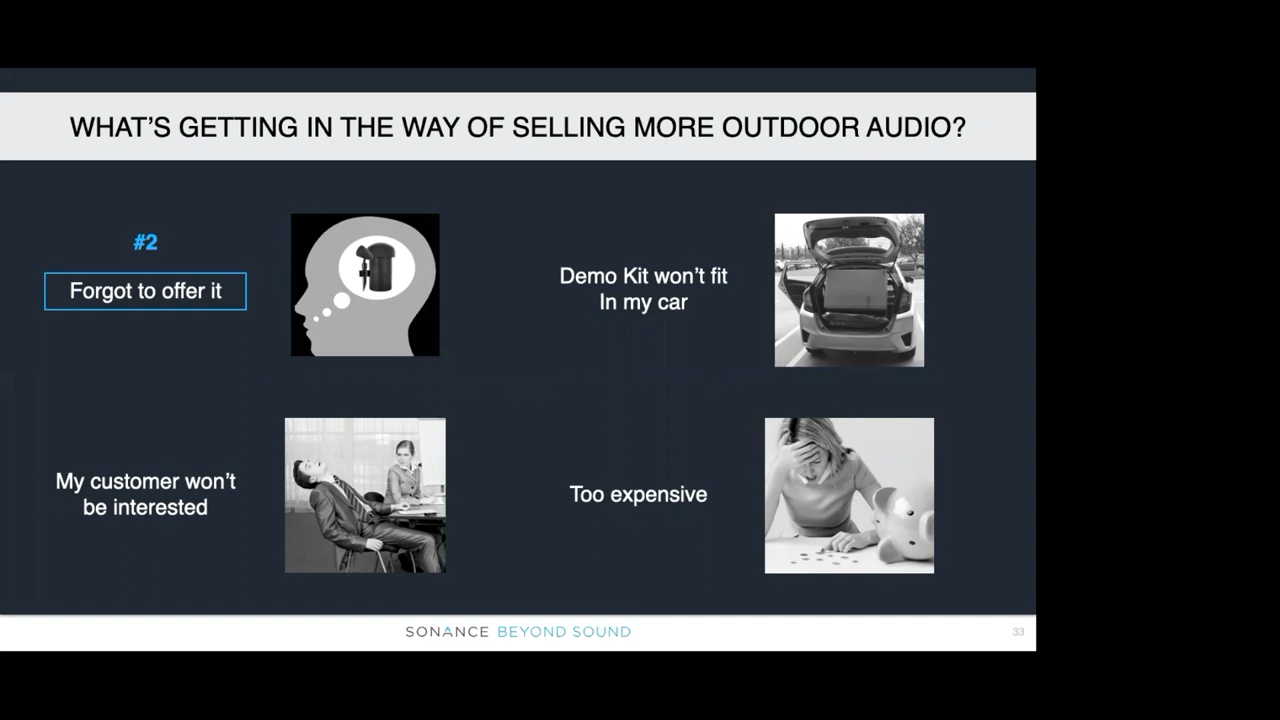 WHAT'S GETTING IN THE WAY OF SELLING MORE OUTDOOR AUDIO?
#2
Forgot to offer it
Demo Kit won't fit
In my car
My customer won't
be interested
Too expensive
SONANCE BEYOND SOUND
33